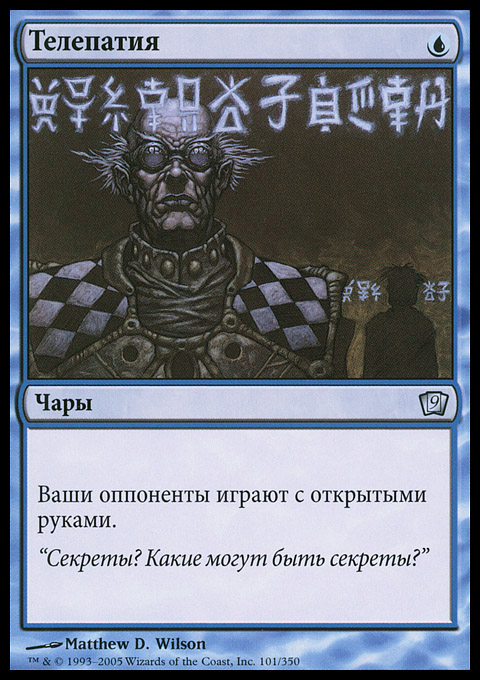 Телепатия
Чары
9
Ваши оппоненты играют с открытыми
руками.
“Секреты? Какие могут быть секреты?”
Matthew D. Wilson
™ & © 1993–2005 Wizards of the Coast, Inc. 101/350